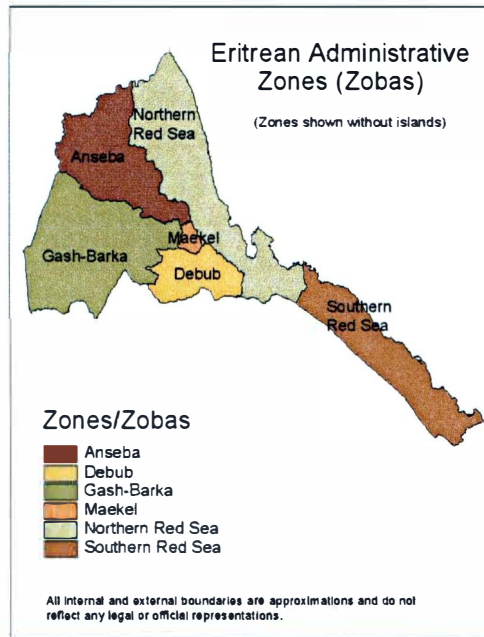 Eritrean Administrative
Zones (Zobas)
(Zones shown without islands)
Northern
Red Sea
Anseba
Maekel
Gash-Barka
Debub
Southern
Red Sea
Zones/Zobas
Anseba
Debub
Gash-Barka
Maekel
Northern Red Sea
Southern Red Sea
All internal and external boundaries are approximations and do not
reflect any legal or official representations.